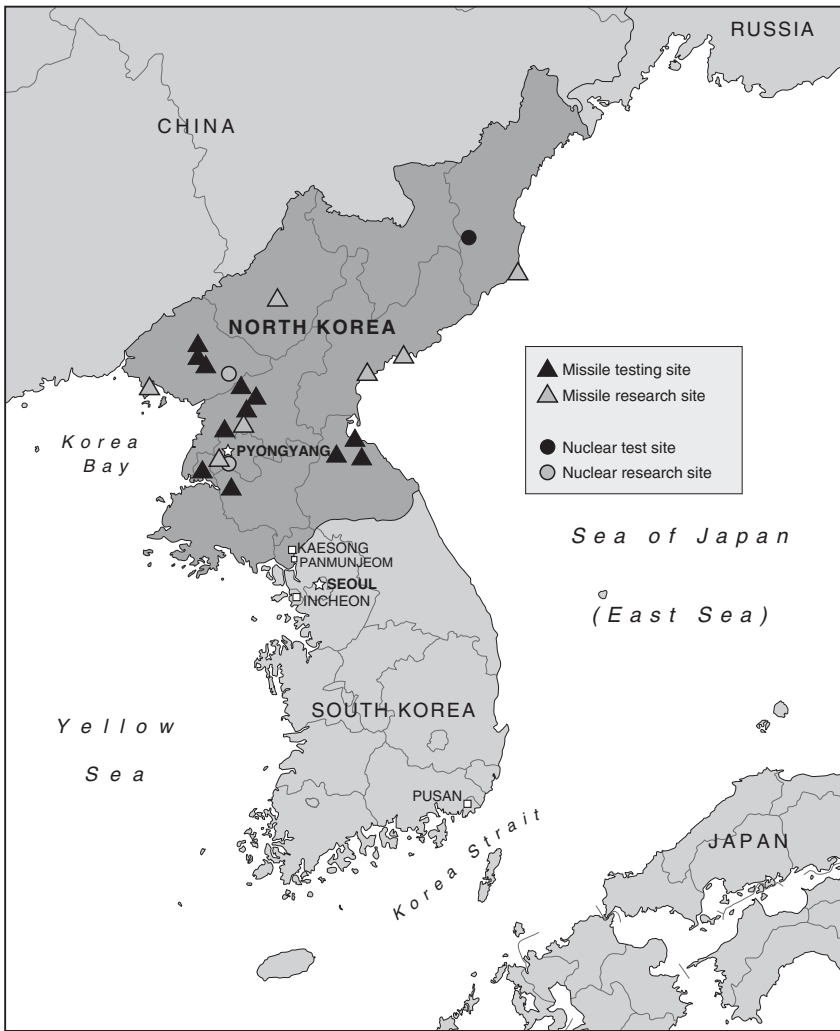 RUSSIA
CHINA
NORTH KOREA
Missile testing site
Missile research site
Nuclear test site
Nuclear research site
Korea
Bay
PYONGYANG
KAESONG
PANMUNJEOM
SEOUL
INCHEON
Sea of Japan
(East Sea)
SOUTH KOREA
Yellow
Sea
PUSAN
Korea Strait
JAPAN